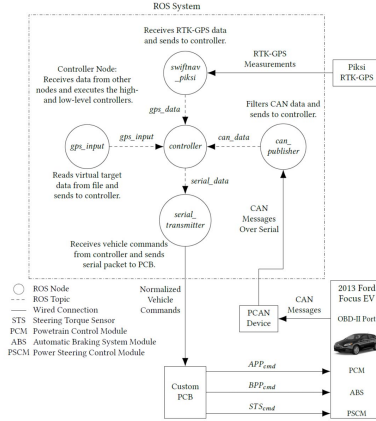 ROS System
Receives RTK-GPS data
and sends to controller.
swiftnav
_piksi
RTK-GPS
Measurements
Piksi
RTK-GPS
Controller Node:
Receives data from other
nodes and executes the high-
and low-level controllers.
gps_data
Filters CAN data and
sends to controller.
gps_input
gps_input
controller
can_data
can_
publisher
Reads virtual target
data from file and
sends to controller.
serial_data
serial_
transmitter
CAN
Messages
Over Serial
Receives vehicle commands
from controller and sends
serial packet to PCB.
ROS Node
ROS Topic
Wired Connection
STS Steering Torque Sensor
PCM Powetrain Control Module
ABS Automatic Braking System Module
PSCM Power Steering Control Module
Normalized
Vehicle
Commands
PCAN
Device
CAN
Messages
2013 Ford
Focus EV
OBD-II Port
Custom
PCB
APPcmd
PCM
BPPcmd
ABS
STScmd
PSCM